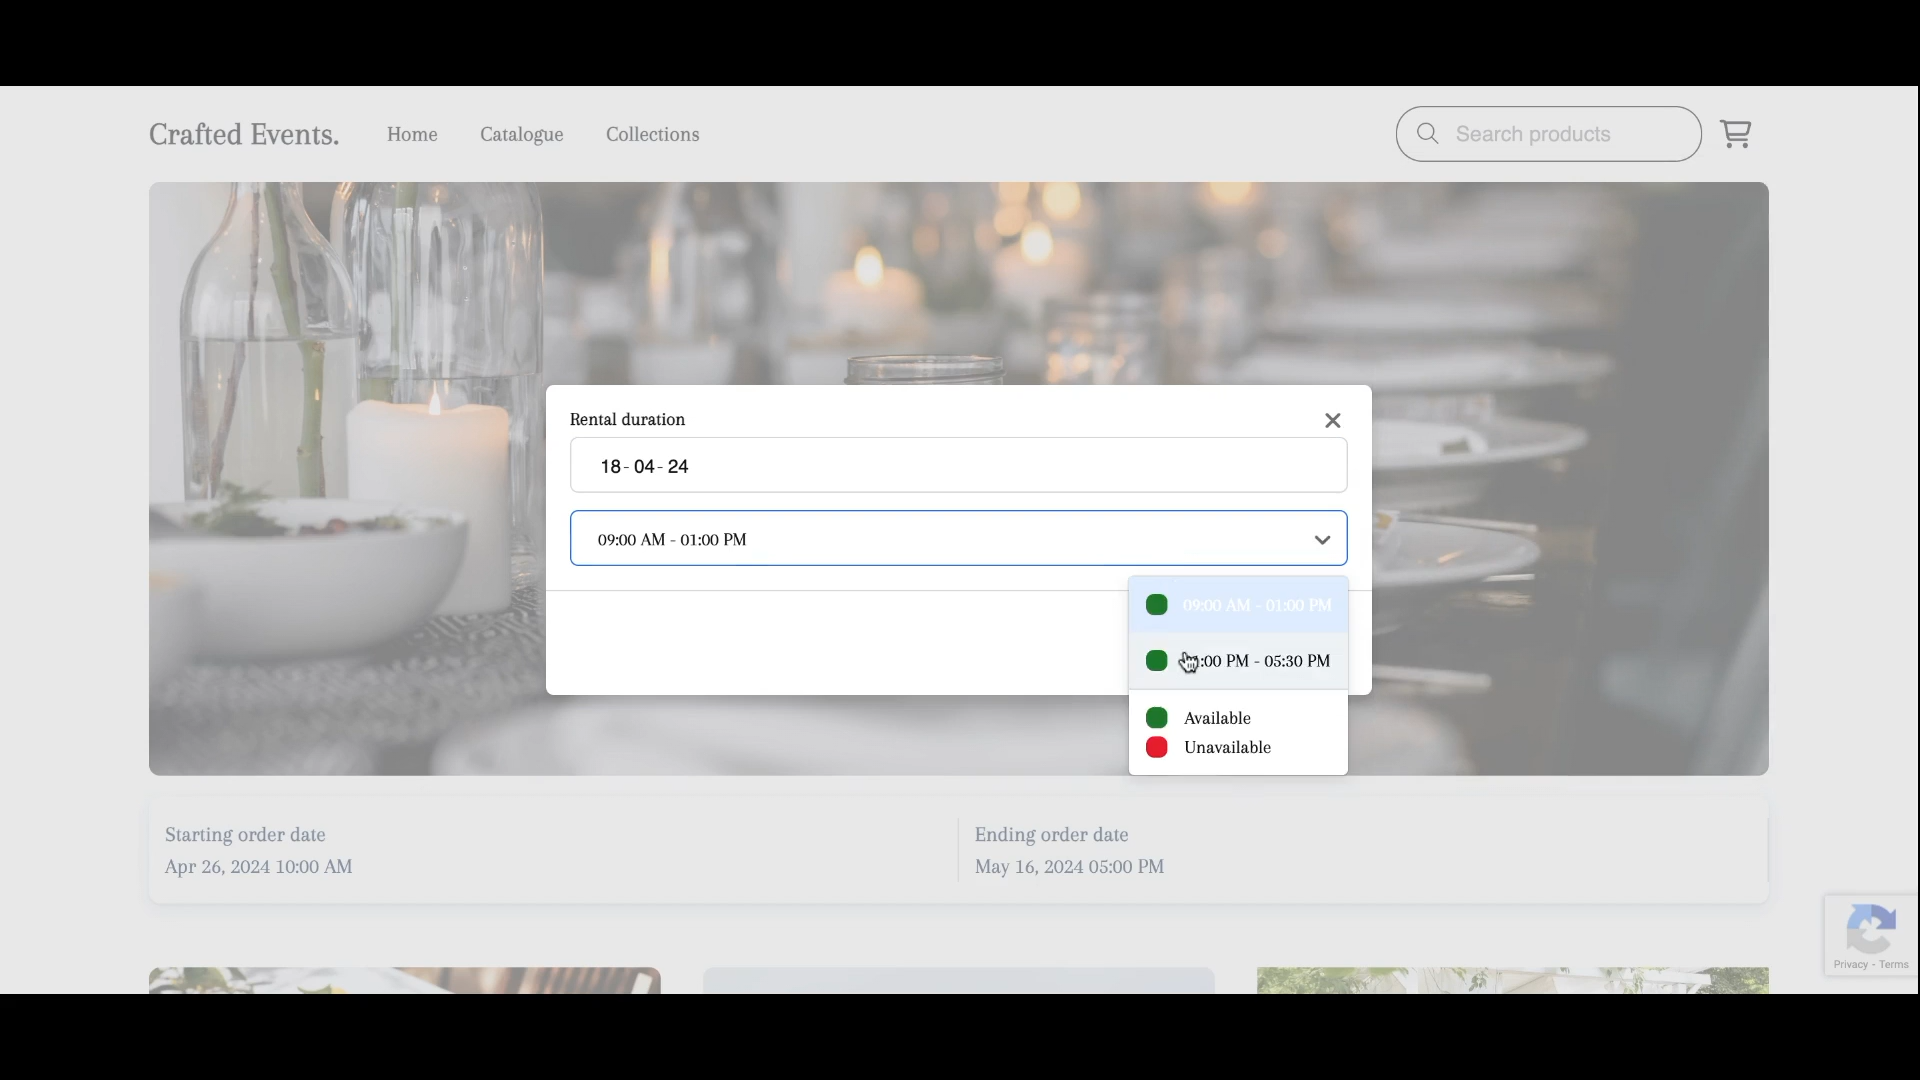 Crafted Events.
Home
Catalogue
Collections
Search products
Rental duration
18-04-24
09:00 AM - 01:00 PM
09:00 AM - 01:00 PM
:00 PM - 05:30 PM
Available
Unavailable
Starting order date
Apr 26, 2024 10:00 AM
Ending order date
May 16, 2024 05:00 PM
Privacy - Terms